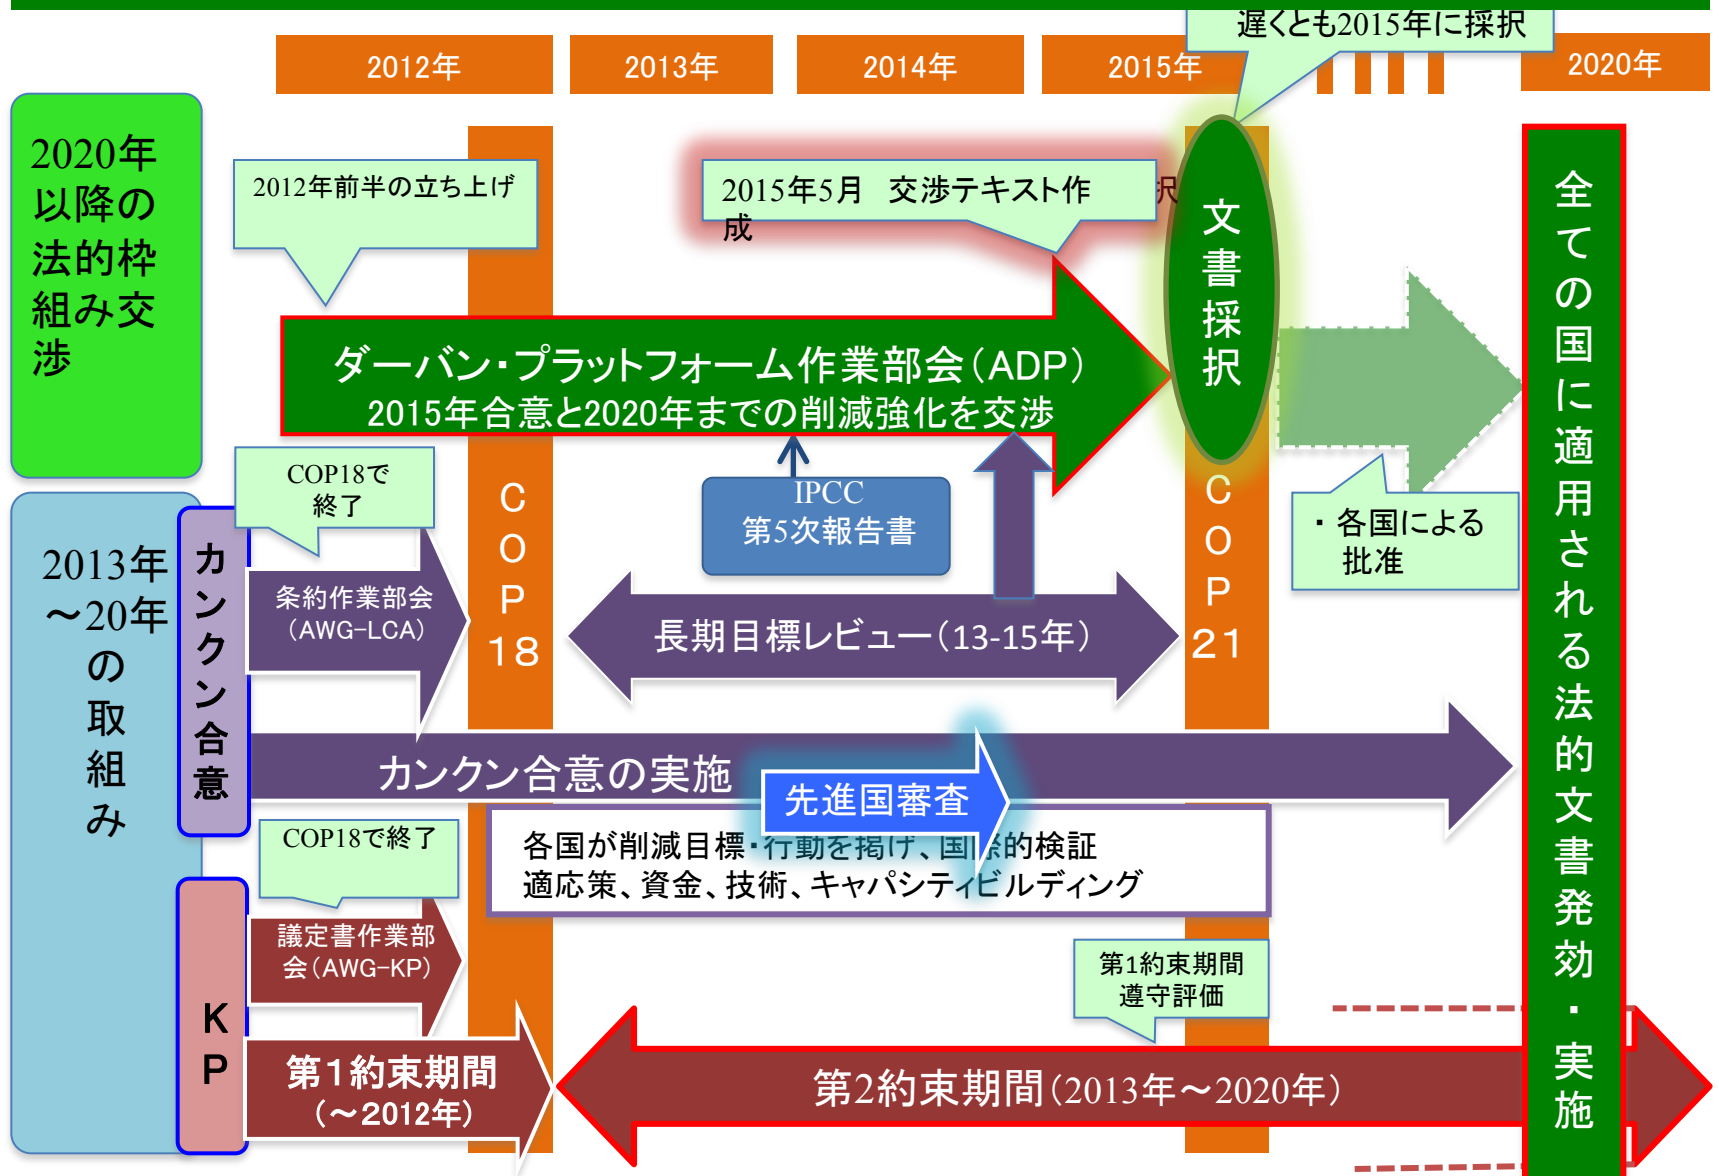 遅くとも2015年に採択
2012年
2013年
2014年
2015年
2020年
2020年
以降の
法的枠
組み交
渉
2012年前半の立ち上げ
2015年5月 交渉テキスト作
成
択
文書採択
ダーバン・プラットフォーム作業部会（ADP）
2015年合意と2020年までの削減強化を交渉
全ての国に適用される法的文書発効・実施
COP18で
終了
IPCC
第5次報告書
・各国による
批准
2013年
～20年
の
取
組
み
カンクン合意
条約作業部会
（AWG-LCA）
COP
18
長期目標レビュー（13-15年）
COP
21
カンクン合意の実施
先進国審査
各国が削減目標・行動を掲げ、国際的検証
適応策、資金、技術、キャパシティビルディング
COP18で終了
KP
議定書作業部
会（AWG-KP）
第1約束期間
遵守評価
第１約束期間
（～2012年）
第2約束期間（2013年～2020年）